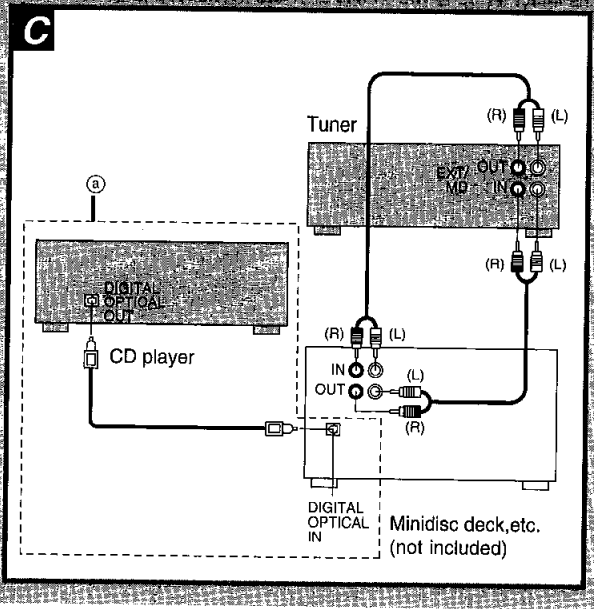 C
(R) (L)
Tuner
OUT
EXT/
MD IN
ⓐ
(R) (L)
DIGITAL
OPTICAL
OUT
CD player
(R) (L)
IN
OUT
(L)
(R)
DIGITAL
OPTICAL
IN
Minidisc deck,etc.
(not included)